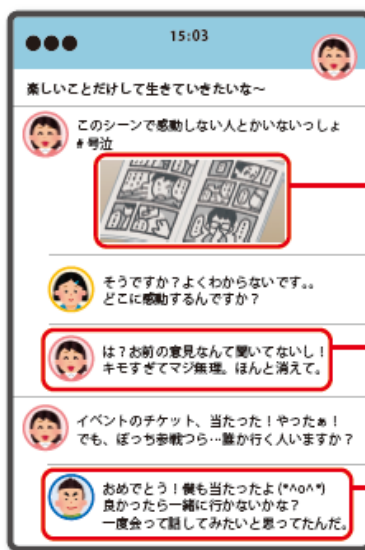 15:03
楽しいことだけして生きていきたいな～
このシーンで感動しない人とかいないっしょ
#号泣
そうですか？よくわからないです。。
どこに感動するんですか？
は？お前の意見なんて聞いてないし！
キモすぎてマジ無理。ほんと消えて。
イベントのチケット、当たった！やったぁ！
でも、ぼっち参戦つら…誰か行く人いますか？
おめでとう！僕も当たったよ(*^o^*)
良かったら一緒に行かないかな？
一度会って話してみたいと思ってたんだ。